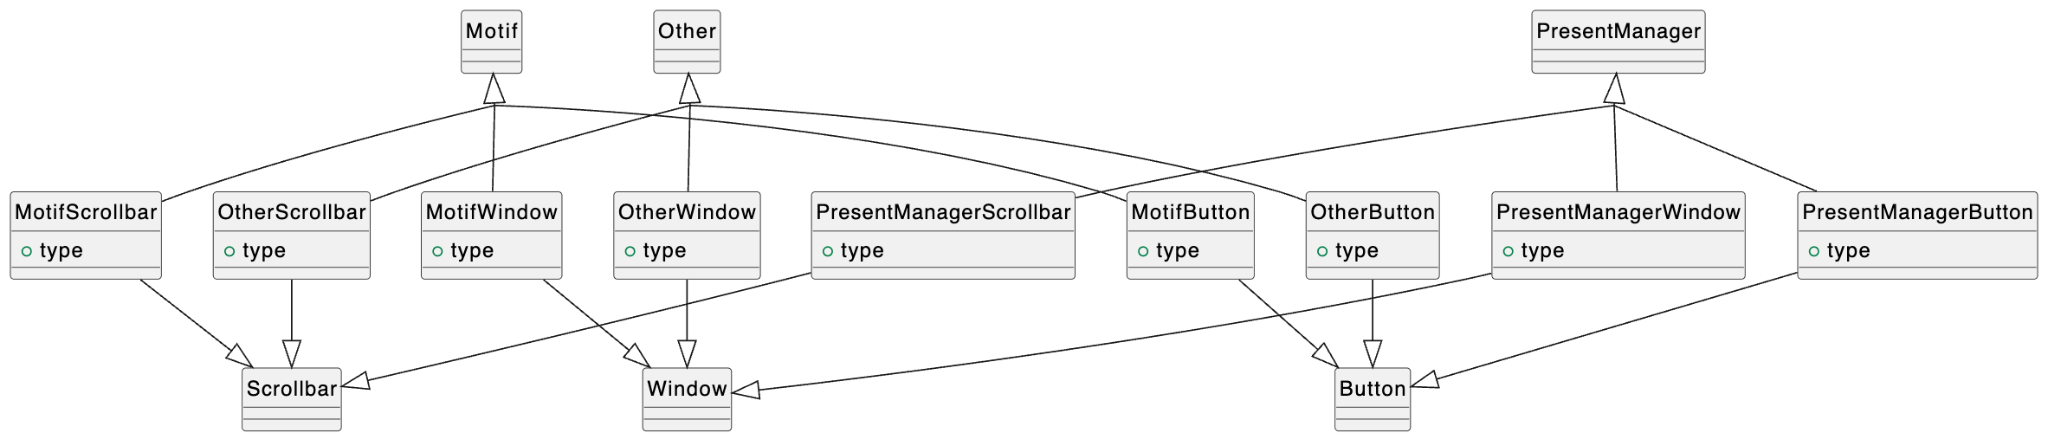 Motif
Other
PresentManager
MotifScrollbar
type
OtherScrollbar
type
MotifWindow
type
OtherWindow
type
PresentManagerScrollbar
type
MotifButton
type
OtherButton
type
PresentManagerWindow
type
PresentManagerButton
type
Scrollbar
Window
Button